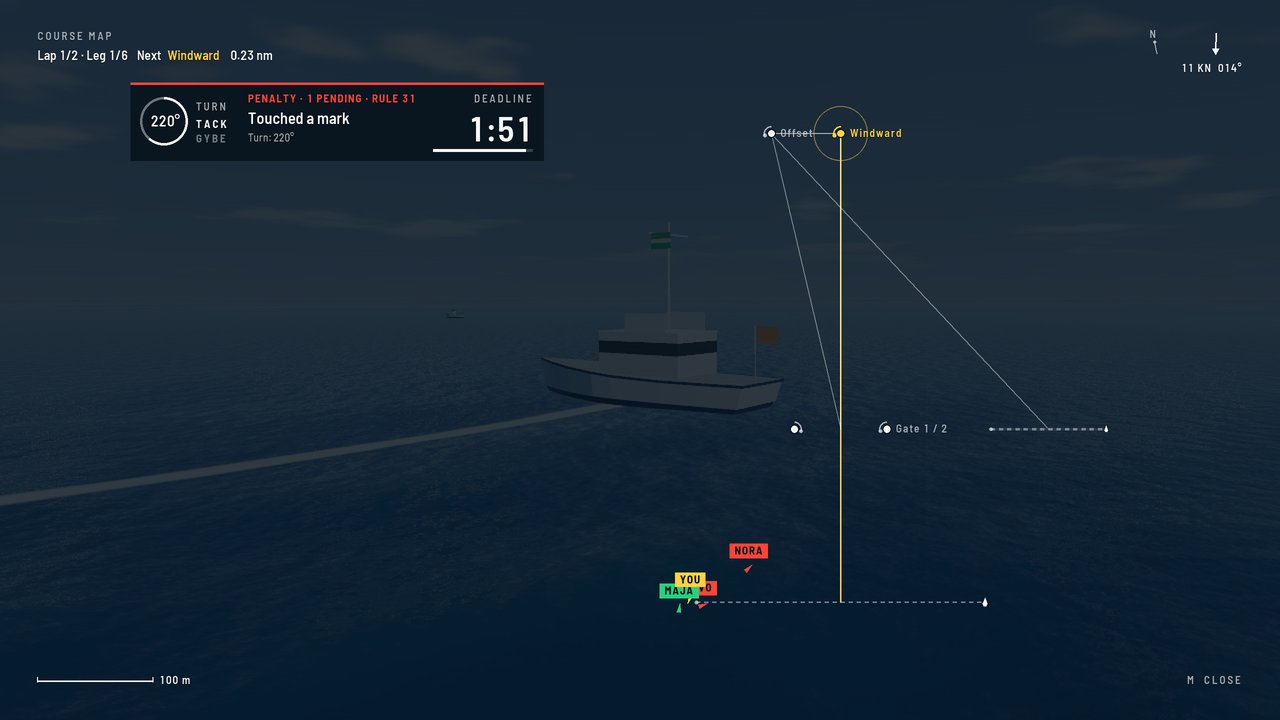 COURSE MAP
Lap 1/2 · Leg 1/6 Next Windward 0.23 nm
N
11 KN 014°
220°
TURN
TACK
GYBE
PENALTY · 1 PENDING · RULE 31
Touched a mark
Turn: 220°
DEADLINE
1:51
Offset
Windward
Gate 1 / 2
NORA
YOU
MAJA
100 m
M CLOSE